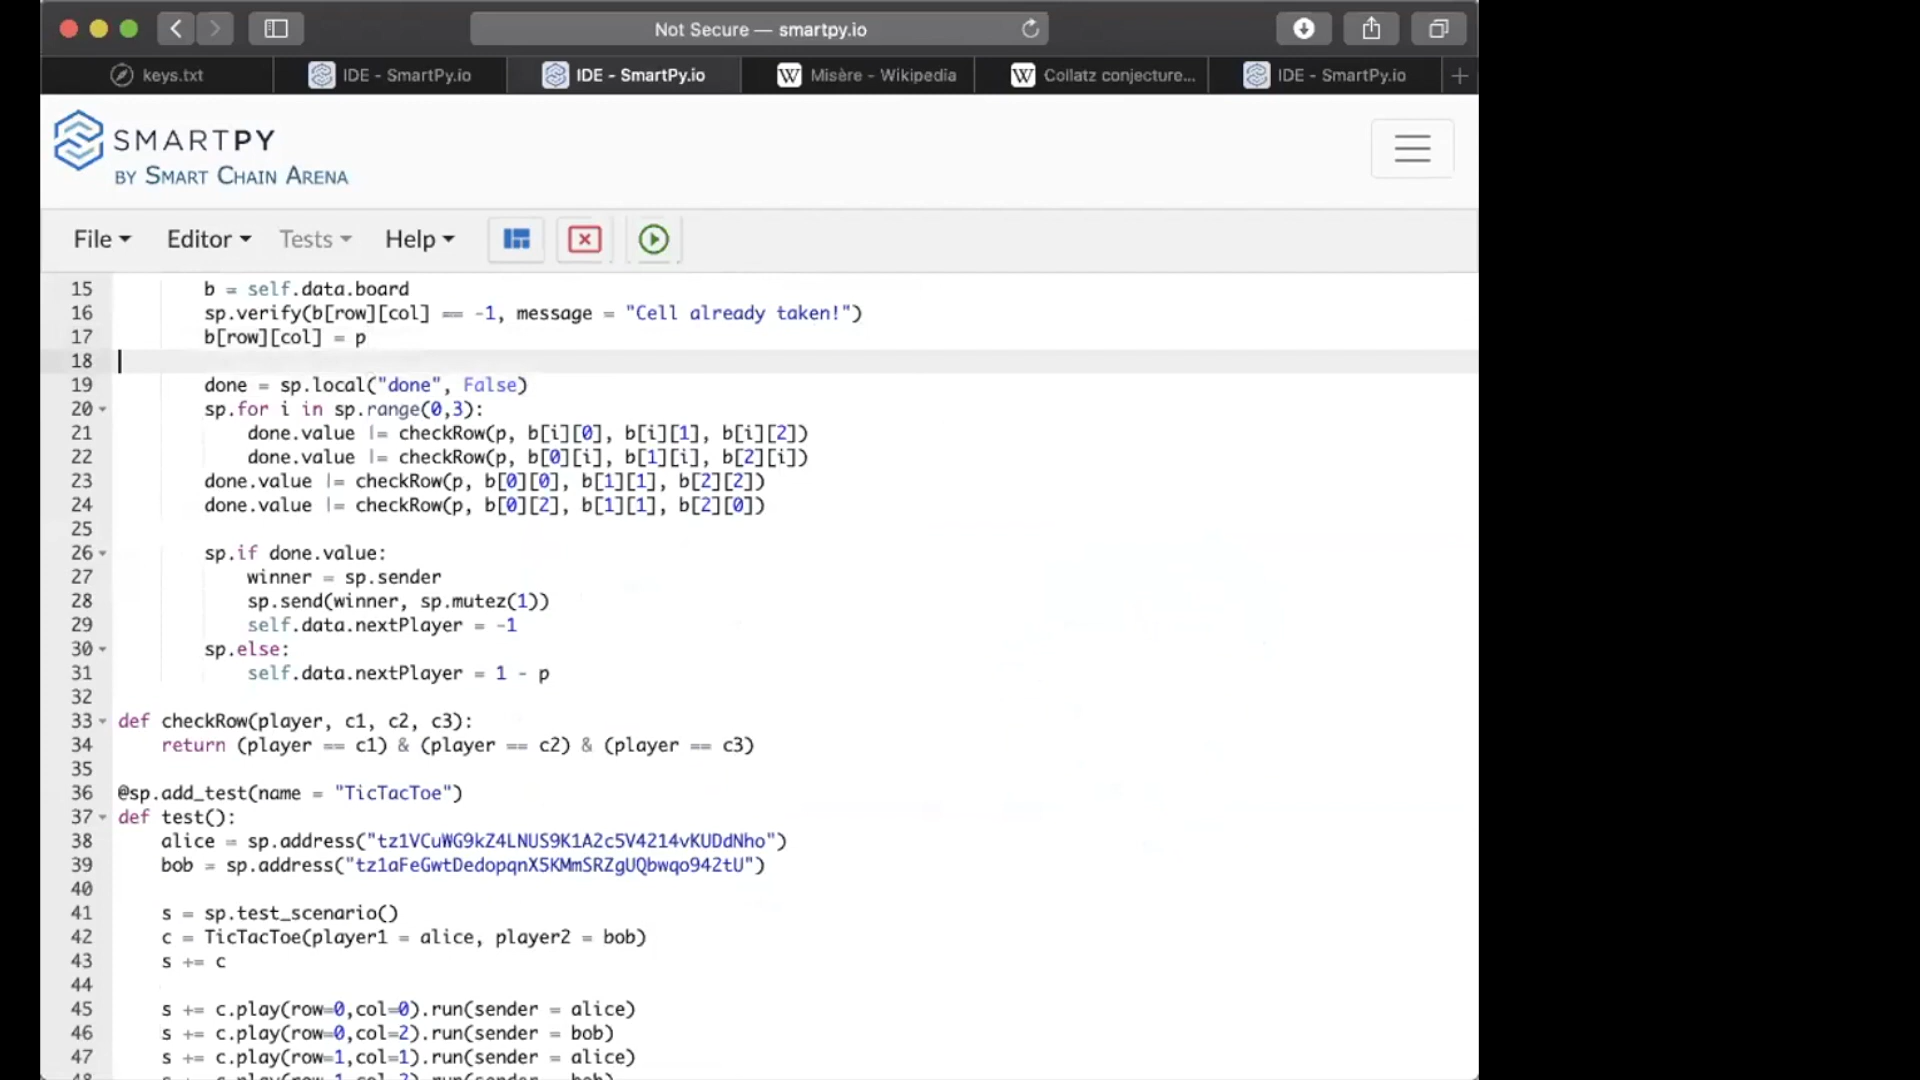 Not Secure — smartpy.io
keys.txt
IDE - SmartPy.io
IDE - SmartPy.io
Misère - Wikipedia
Collatz conjecture...
IDE - SmartPy.io
SMARTPY
BY SMART CHAIN ARENA
File Editor Tests Help
15 b = self.data.board
16 sp.verify(b[row][col] == -1, message = "Cell already taken!")
17 b[row][col] = p
18
19 done = sp.local("done", False)
20 sp.for i in sp.range(0,3):
21 done.value |= checkRow(p, b[i][0], b[i][1], b[i][2])
22 done.value |= checkRow(p, b[0][i], b[1][i], b[2][i])
23 done.value |= checkRow(p, b[0][0], b[1][1], b[2][2])
24 done.value |= checkRow(p, b[0][2], b[1][1], b[2][0])
25
26 sp.if done.value:
27 winner = sp.sender
28 sp.send(winner, sp.mutez(1))
29 self.data.nextPlayer = -1
30 sp.else:
31 self.data.nextPlayer = 1 - p
32
33 def checkRow(player, c1, c2, c3):
34 return (player == c1) & (player == c2) & (player == c3)
35
36 @sp.add_test(name = "TicTacToe")
37 def test():
38 alice = sp.address("tz1VCuWG9kZ4LNUS9K1A2c5V4214vKUDdNho")
39 bob = sp.address("tz1aFeGwtDedopqnX5KMmSRZgUQbwqo942tU")
40
41 s = sp.test_scenario()
42 c = TicTacToe(player1 = alice, player2 = bob)
43 s += c
44
45 s += c.play(row=0,col=0).run(sender = alice)
46 s += c.play(row=0,col=2).run(sender = bob)
47 s += c.play(row=1,col=1).run(sender = alice)